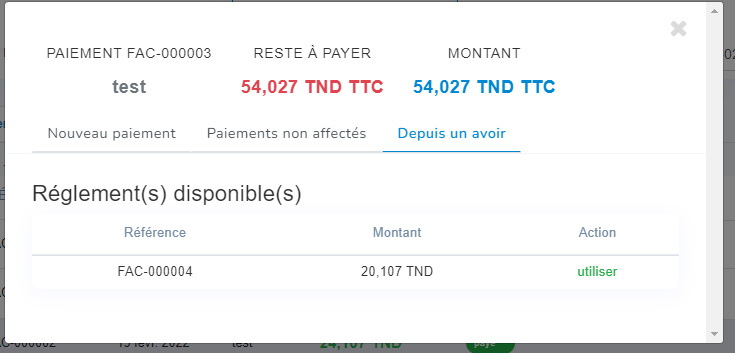 PAIEMENT FAC-000003 RESTE À PAYER MONTANT
test 54,027 TND TTC 54,027 TND TTC
Nouveau paiement Paiements non affectés Depuis un avoir
Réglement(s) disponible(s)
Référence Montant Action
FAC-000004 20,107 TND utiliser
test